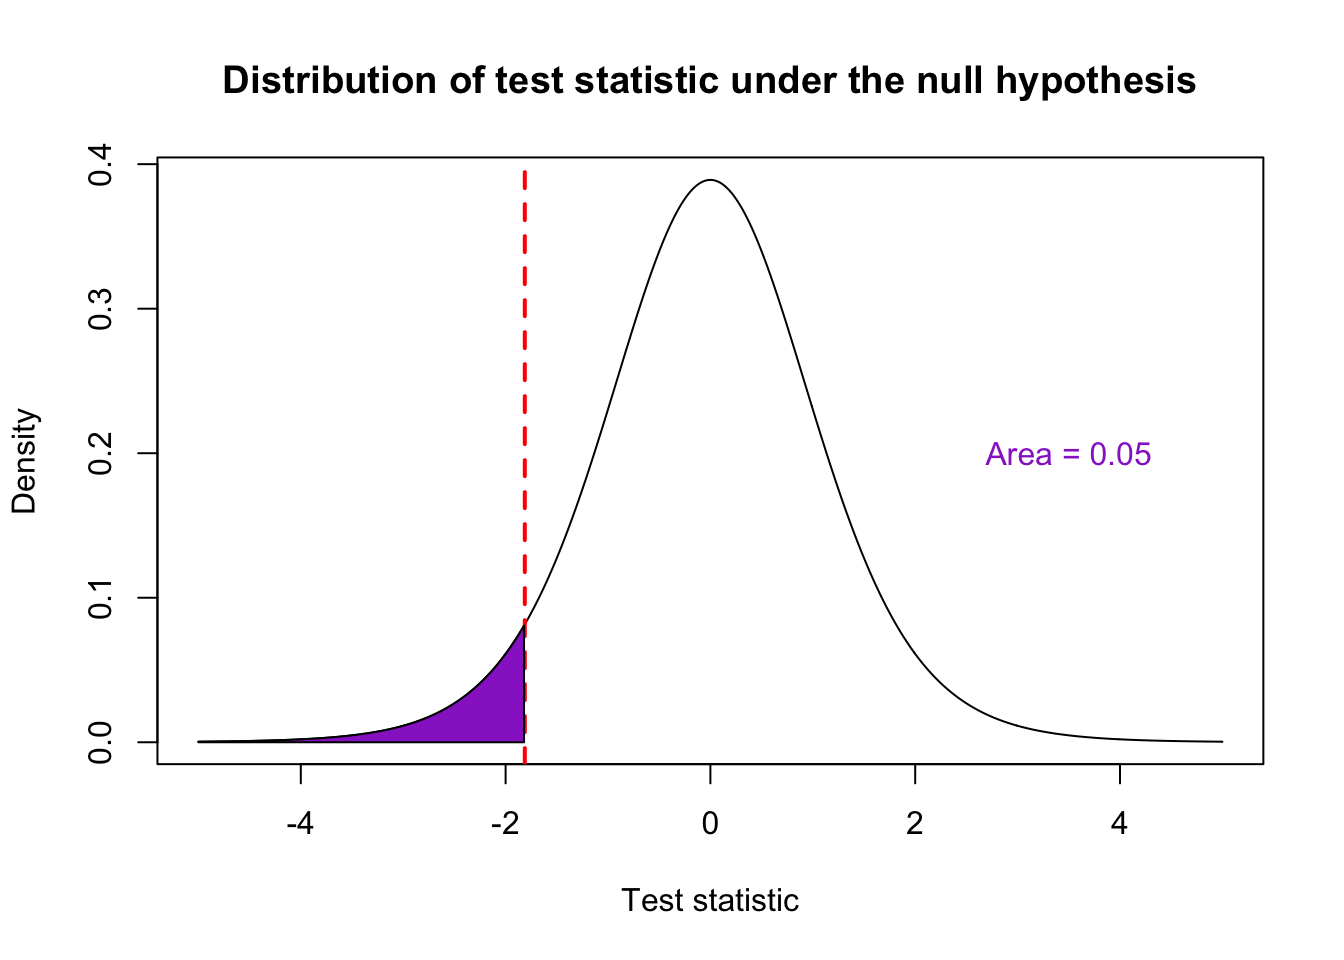 Distribution of test statistic under the null hypothesis
0.4
0.3
0.2
0.1
0.0
Density
Area = 0.05
-4
-2
0
2
4
Test statistic